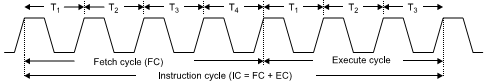 T1 T2 T3 T4 T1 T2 T3
Fetch cycle (FC) Execute cycle
Instruction cycle (IC = FC + EC)